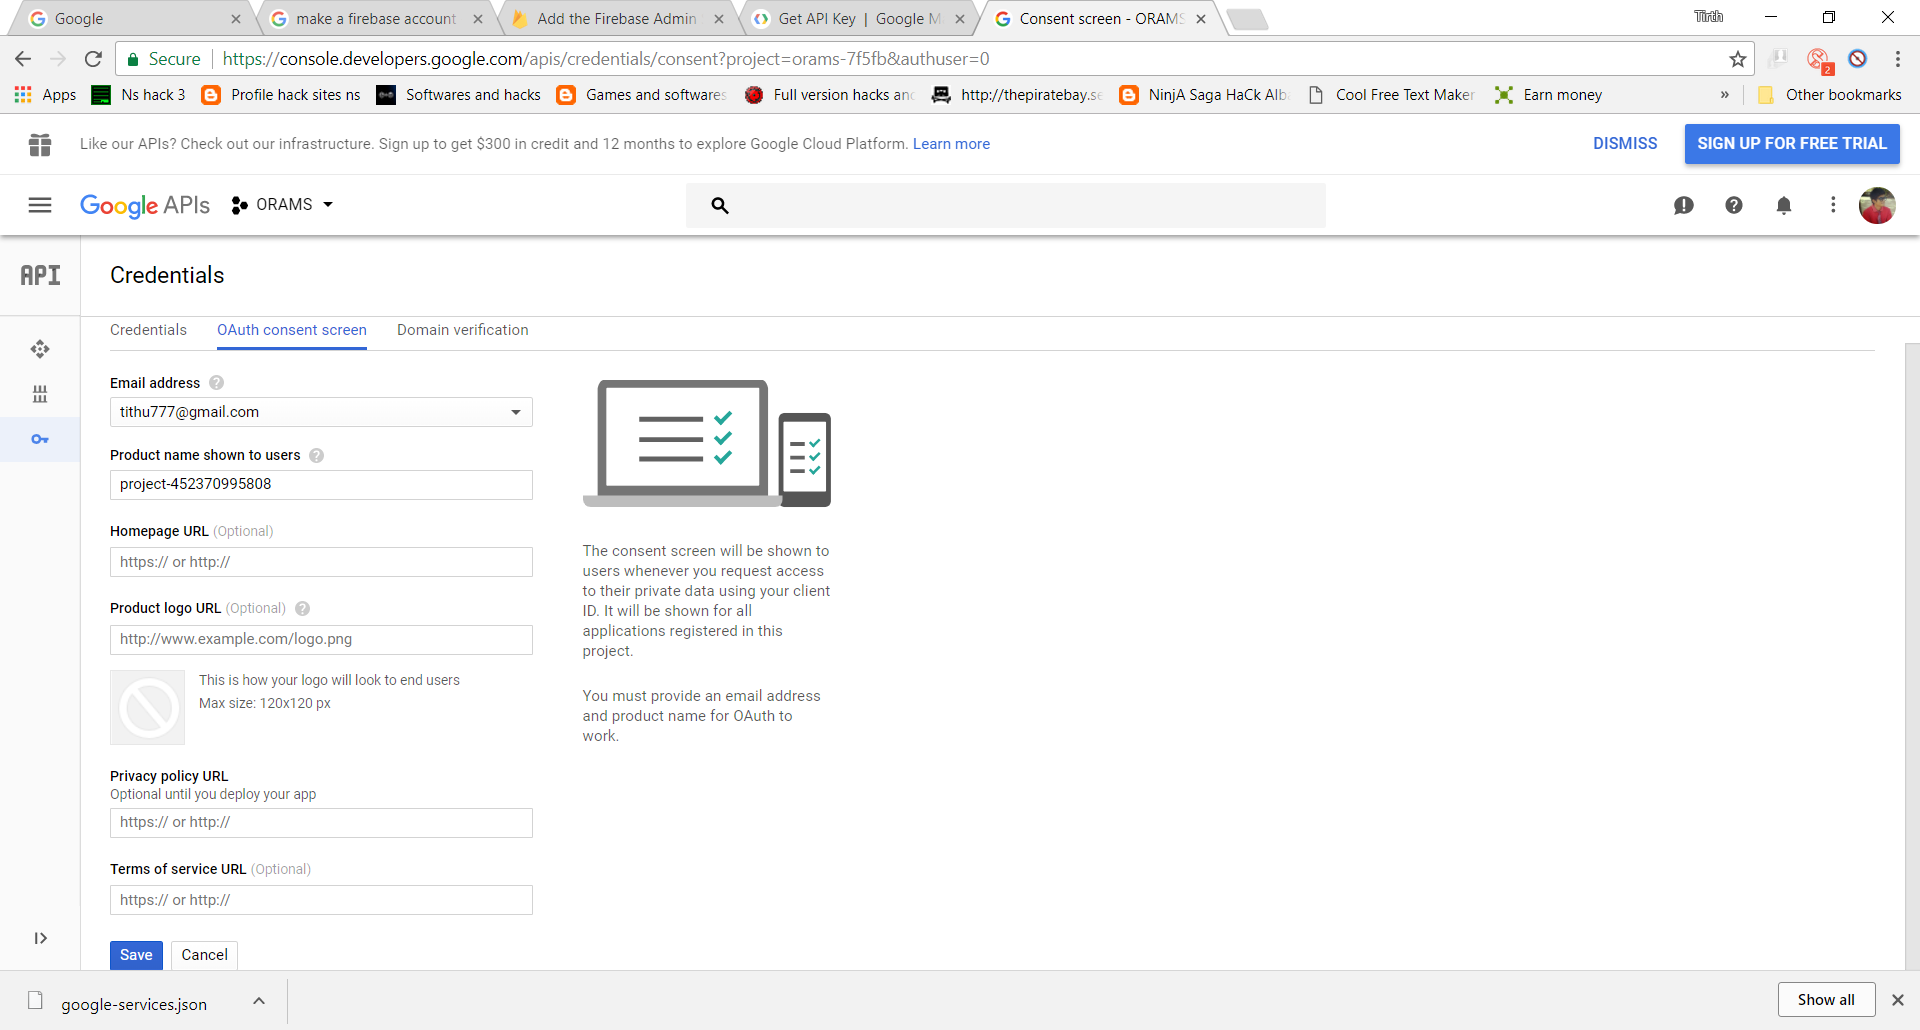 Google
make a firebase account
Add the Firebase Admin
Get API Key | Google M
Consent screen - ORAMS
Tirth
Secure https://console.developers.google.com/apis/credentials/consent?project=orams-7f5fb&authuser=0
2
Apps
Ns hack 3
Profile hack sites ns
Softwares and hacks
Games and softwares
Full version hacks and
http://thepiratebay.se
NinjA Saga HaCk Alb
Cool Free Text Maker
Earn money
»
Other bookmarks
Like our APIs? Check out our infrastructure. Sign up to get $300 in credit and 12 months to explore Google Cloud Platform. Learn more
DISMISS
SIGN UP FOR FREE TRIAL
Google APIs
ORAMS
API
Credentials
Credentials
OAuth consent screen
Domain verification
Email address ?
tithu777@gmail.com
Product name shown to users ?
project-452370995808
Homepage URL (Optional)
https:// or http://
Product logo URL (Optional) ?
http://www.example.com/logo.png
This is how your logo will look to end users
Max size: 120x120 px
Privacy policy URL
Optional until you deploy your app
https:// or http://
Terms of service URL (Optional)
https:// or http://
Save
Cancel
The consent screen will be shown to
users whenever you request access
to their private data using your client
ID. It will be shown for all
applications registered in this
project.
You must provide an email address
and product name for OAuth to
work.
google-services.json
Show all